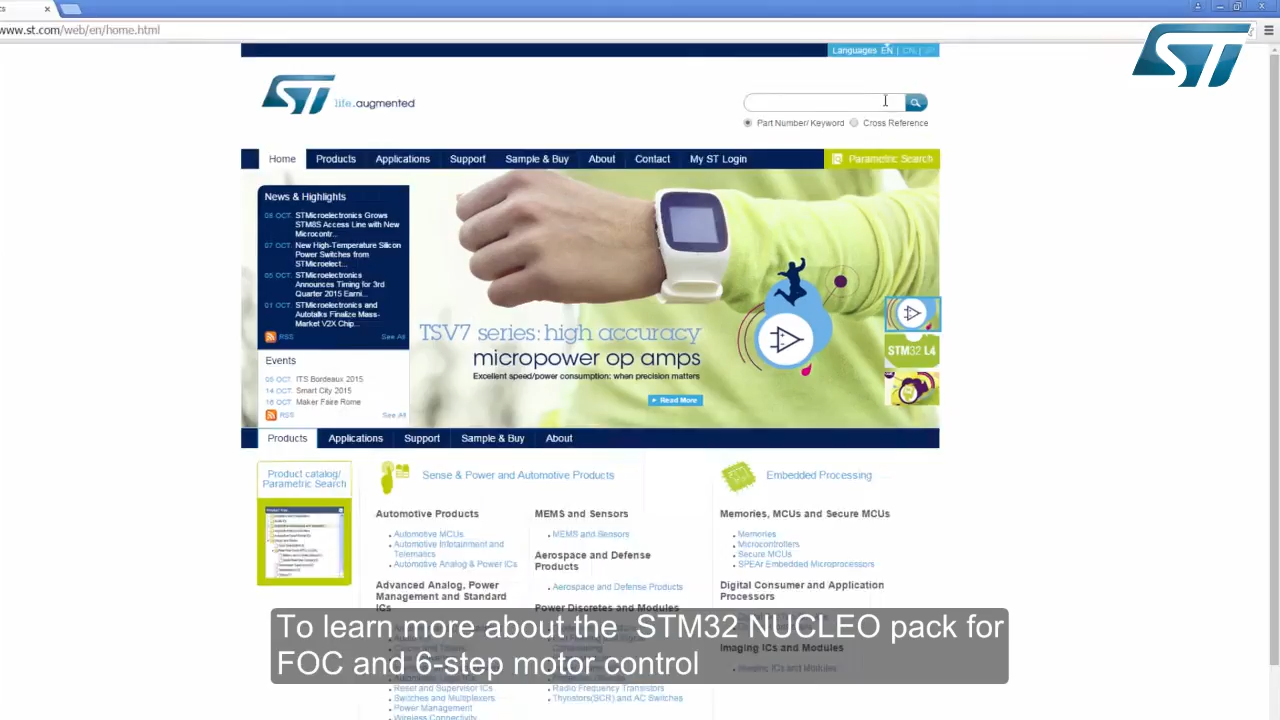 cs
www.st.com/web/en/home.html
Languages EN | CN | JP
ST
ST life.augmented
Part Number/ Keyword Cross Reference
Home Products Applications Support Sample & Buy About Contact My ST Login Parametric Search
News & Highlights
STMicroelectronics Grows
STM8S Access Line with New
Microcontr...
07 OCT. New High-Temperature Silicon
Power Switches from
STMicroelect...
STMicroelectronics
Announces Timing for 3rd
Quarter 2015 Earni...
01 OCT. STMicroelectronics and
Autotalks Finalize Mass-
Market V2X Chip...
RSS See All
Events
ITS Bordeaux 2015
14 OCT. Smart City 2015
Maker Faire Rome
RSS See All
TSV7 series: high accuracy
micropower op amps
Excellent speed/power consumption: when precision matters
Read More
STM32 L4
Products Applications Support Sample & Buy About
Product catalog/
Parametric Search
Sense & Power and Automotive Products
Automotive Products
Automotive MCUs
Automotive Infotainment and
Telematics
Automotive Analog & Power ICs
Advanced Analog, Power
Management and Standard
ICs
Reset and Supervisor ICs
Switches and Multiplexers
Power Management
Wireless Connectivity
MEMS and Sensors
MEMS and Sensors
Aerospace and Defense
Products
Aerospace and Defense Products
Power Discretes and Modules
Radio Frequency Transistors
Thyristors(SCR) and AC Switches
Embedded Processing
Memories, MCUs and Secure MCUs
Memories
Microcontrollers
Secure MCUs
SPEAr Embedded Microprocessors
Digital Consumer and Application
Processors
Imaging ICs and Modules
Imaging, ICs and Modules
To learn more about the STM32 NUCLEO pack for
FOC and 6-step motor control